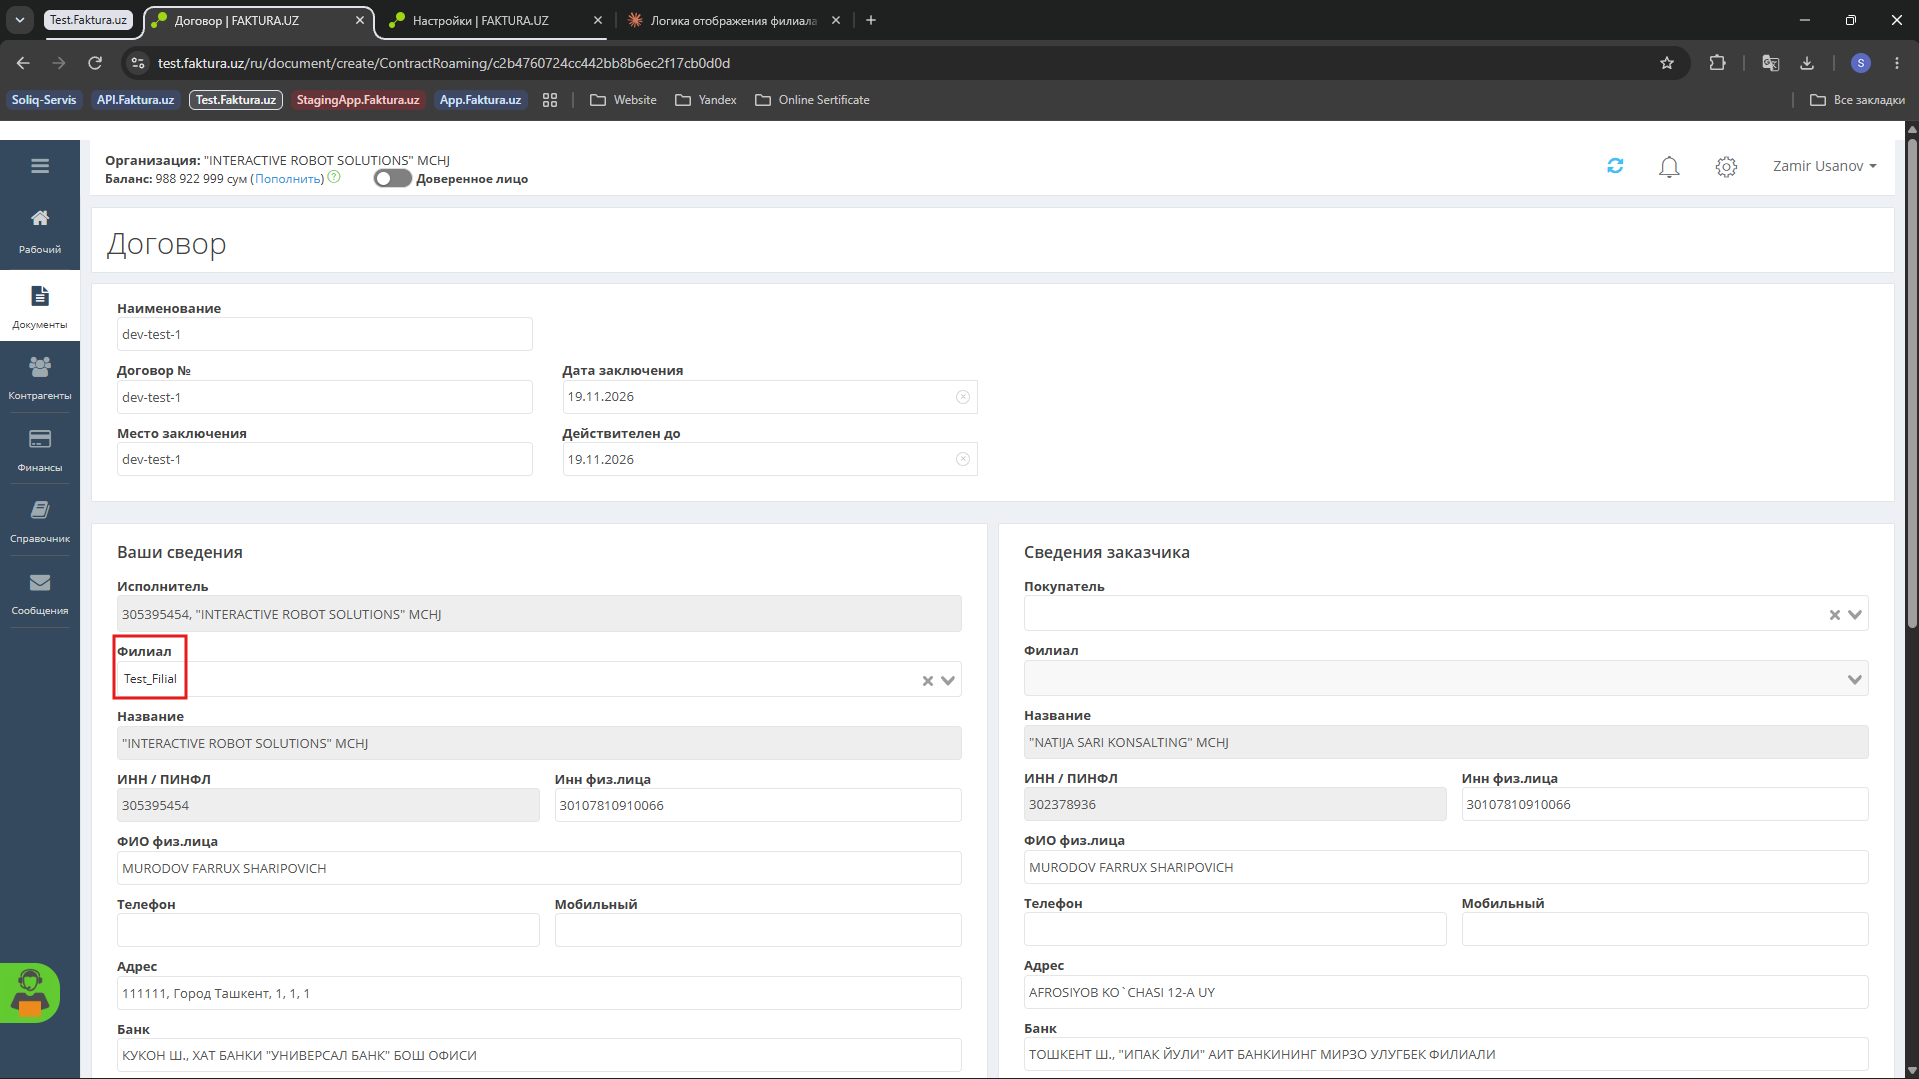 Test.Faktura.uz
Договор | FAKTURA.UZ
Настройки | FAKTURA.UZ
Логика отображения филиала
test.faktura.uz/ru/document/create/ContractRoaming/c2b4760724cc442bb8b6ec2f17cb0d0d
S
Soliq-Servis
API.Faktura.uz
Test.Faktura.uz
StagingApp.Faktura.uz
App.Faktura.uz
Website
Yandex
Online Sertificate
Все закладки
Организация: "INTERACTIVE ROBOT SOLUTIONS" MCHJ
Баланс: 988 922 999 сум (Пополнить) ?
Доверенное лицо
Zamir Usanov
Рабочий
Документы
Контрагенты
Финансы
Справочник
Сообщения
Договор
Наименование
dev-test-1
Договор №
dev-test-1
Дата заключения
19.11.2026
Место заключения
dev-test-1
Действителен до
19.11.2026
Ваши сведения
Исполнитель
305395454, "INTERACTIVE ROBOT SOLUTIONS" MCHJ
Филиал
Test_Filial
Название
"INTERACTIVE ROBOT SOLUTIONS" MCHJ
ИНН / ПИНФЛ
305395454
Инн физ.лица
30107810910066
ФИО физ.лица
MURODOV FARRUX SHARIPOVICH
Телефон
Мобильный
Адрес
111111, Город Ташкент, 1, 1, 1
Банк
КУКОН Ш., ХАТ БАНКИ "УНИВЕРСАЛ БАНК" БОШ ОФИСИ
Сведения заказчика
Покупатель
Филиал
Название
"NATIJA SARI KONSALTING" MCHJ
ИНН / ПИНФЛ
302378936
Инн физ.лица
30107810910066
ФИО физ.лица
MURODOV FARRUX SHARIPOVICH
Телефон
Мобильный
Адрес
AFROSIYOB KO`CHASI 12-A UY
Банк
ТОШКЕНТ Ш., "ИПАК ЙУЛИ" АИТ БАНКИНИНГ МИРЗО УЛУГБЕК ФИЛИАЛИ